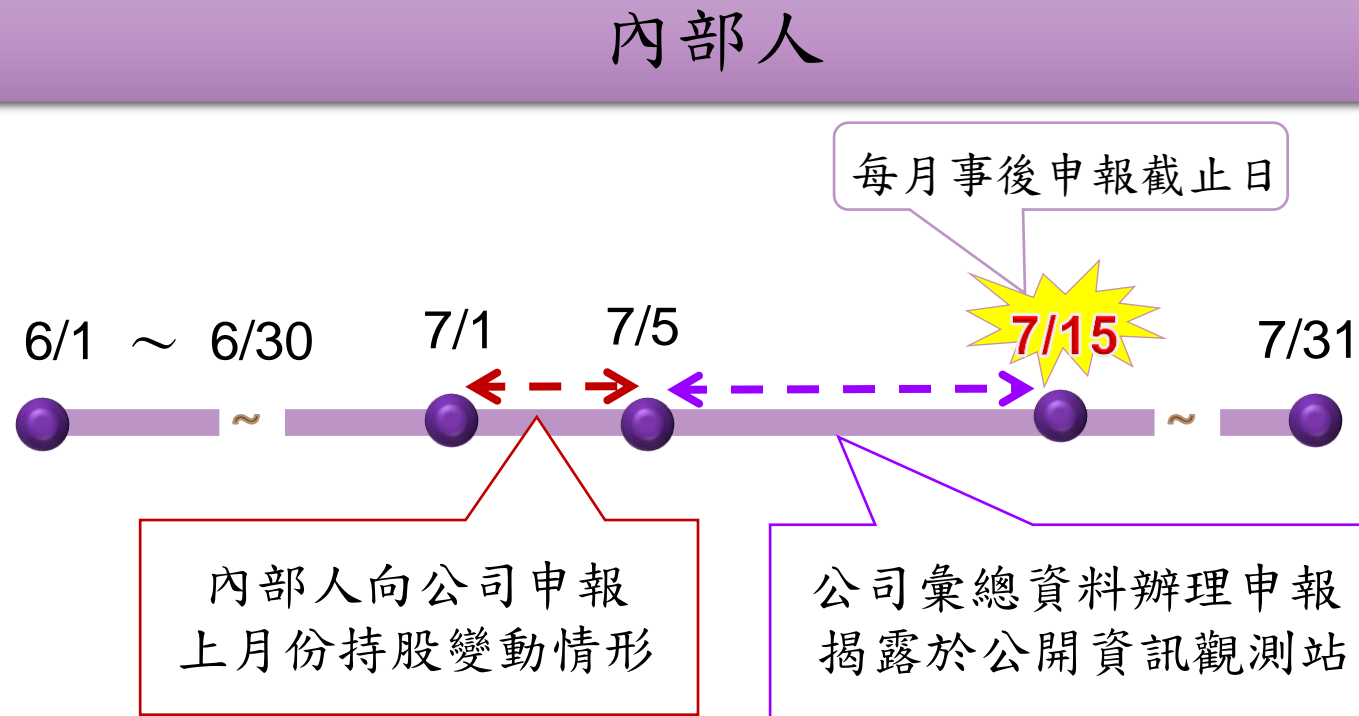 內部人
每月事後申報截止日
6/1 ～ 6/30
7/1
7/5
7/15
7/31
~
~
內部人向公司申報
上月份持股變動情形
公司彙總資料辦理申報
揭露於公開資訊觀測站